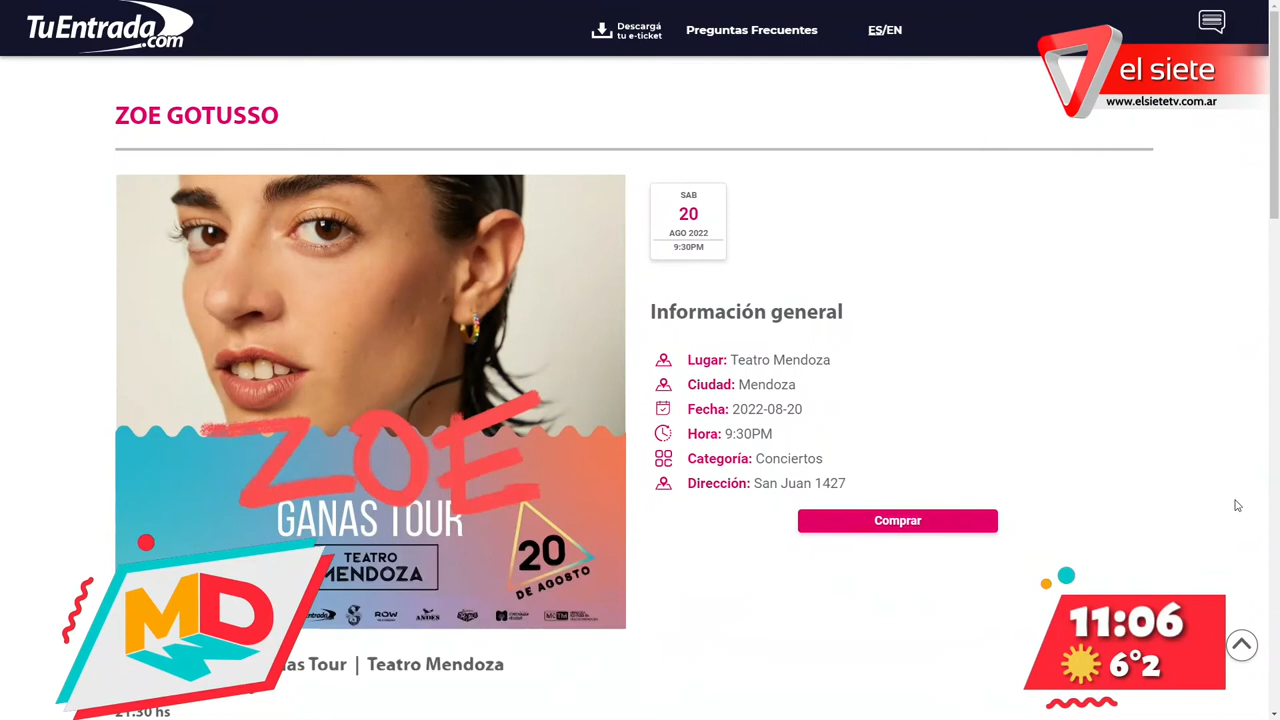 TuEntrada
.com
Descargá
tu e-ticket
Preguntas Frecuentes
ES/EN
el siete
www.elsietetv.com.ar
ZOE GOTUSSO
SAB
20
AGO 2022
9:30PM
Información general
Lugar: Teatro Mendoza
Ciudad: Mendoza
Fecha: 2022-08-20
Hora: 9:30PM
Categoría: Conciertos
Dirección: San Juan 1427
Comprar
ZOE
GANAS TOUR
TEATRO
MENDOZA
20
DE AGOSTO
ANDES
MD
Tour | Teatro Mendoza
21:30 hs
11:06
6°2